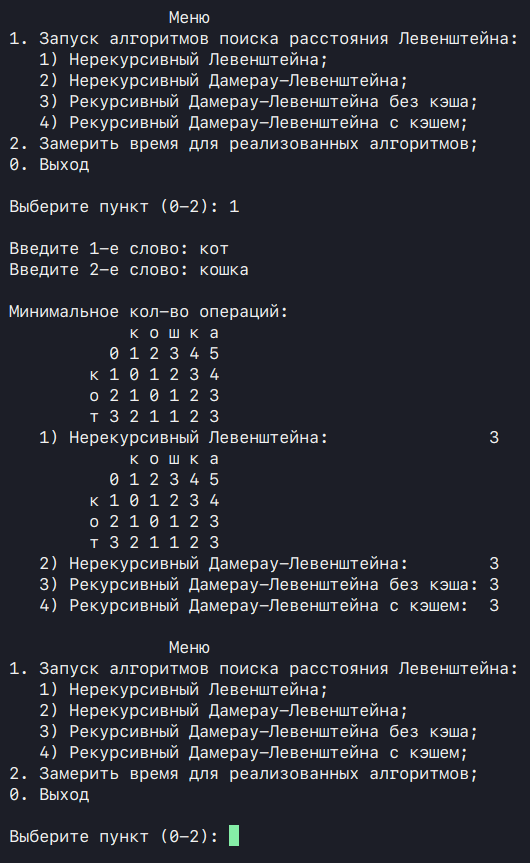 Меню
1. Запуск алгоритмов поиска расстояния Левенштейна:
1) Нерекурсивный Левенштейна;
2) Нерекурсивный Дамерау-Левенштейна;
3) Рекурсивный Дамерау-Левенштейна без кэша;
4) Рекурсивный Дамерау-Левенштейна с кэшем;
2. Замерить время для реализованных алгоритмов;
0. Выход
Выберите пункт (0-2): 1
Введите 1-е слово: кот
Введите 2-е слово: кошка
Минимальное кол-во операций:
к о ш к а
0 1 2 3 4 5
к 1 0 1 2 3 4
о 2 1 0 1 2 3
т 3 2 1 1 2 3
1) Нерекурсивный Левенштейна: 3
к о ш к а
0 1 2 3 4 5
к 1 0 1 2 3 4
о 2 1 0 1 2 3
т 3 2 1 1 2 3
2) Нерекурсивный Дамерау-Левенштейна: 3
3) Рекурсивный Дамерау-Левенштейна без кэша: 3
4) Рекурсивный Дамерау-Левенштейна с кэшем: 3
Меню
1. Запуск алгоритмов поиска расстояния Левенштейна:
1) Нерекурсивный Левенштейна;
2) Нерекурсивный Дамерау-Левенштейна;
3) Рекурсивный Дамерау-Левенштейна без кэша;
4) Рекурсивный Дамерау-Левенштейна с кэшем;
2. Замерить время для реализованных алгоритмов;
0. Выход
Выберите пункт (0-2):